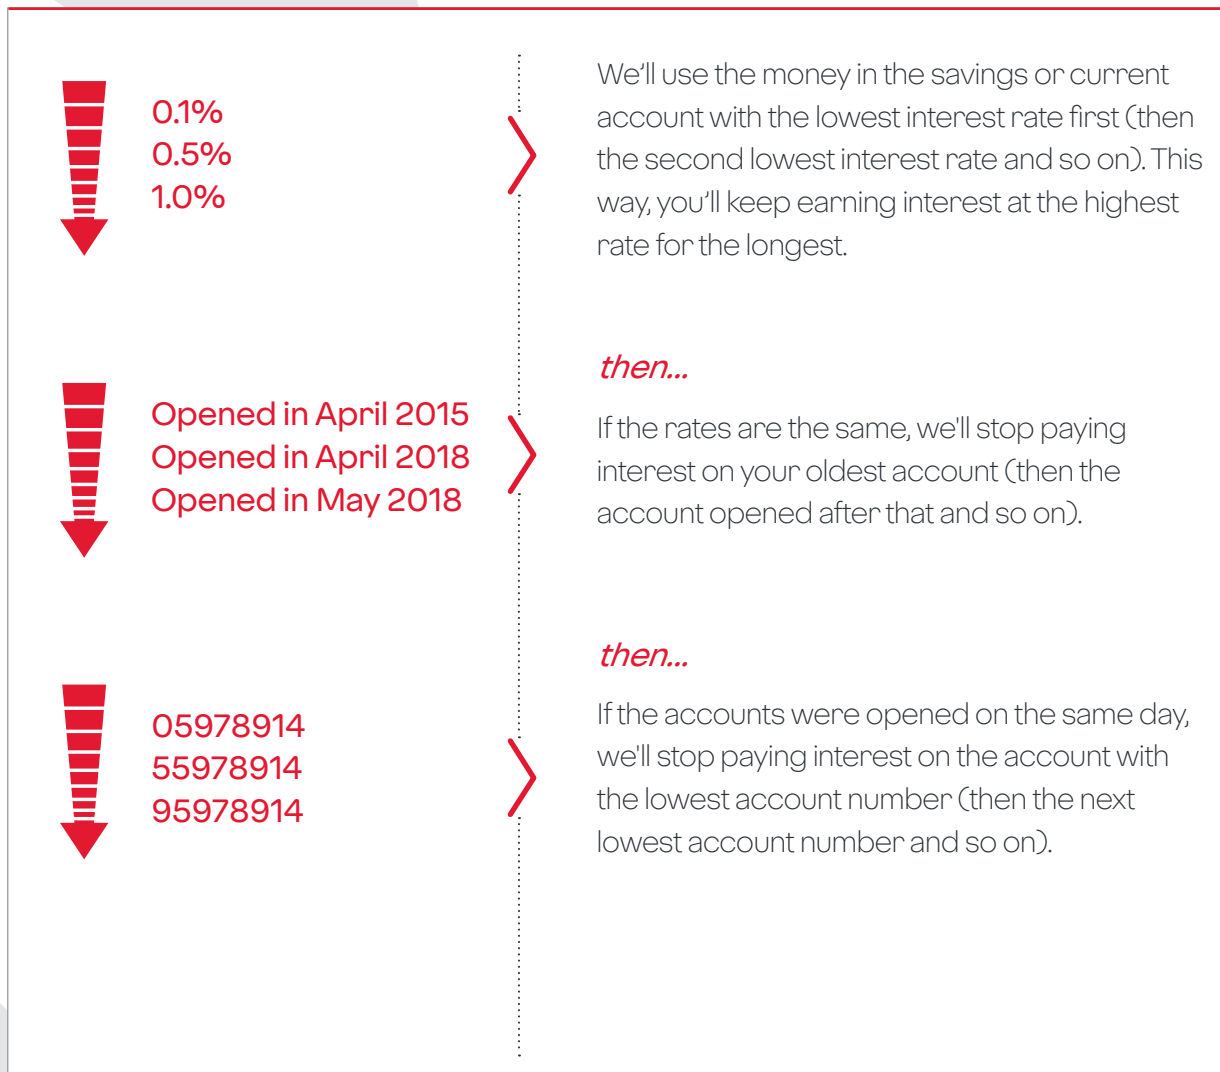 0.1%
0.5%
1.0%
We’ll use the money in the savings or current
account with the lowest interest rate first (then
the second lowest interest rate and so on). This
way, you’ll keep earning interest at the highest
rate for the longest.
Opened in April 2015
Opened in April 2018
Opened in May 2018
then...
If the rates are the same, we'll stop paying
interest on your oldest account (then the
account opened after that and so on).
05978914
55978914
95978914
then...
If the accounts were opened on the same day,
we'll stop paying interest on the account with
the lowest account number (then the next
lowest account number and so on).